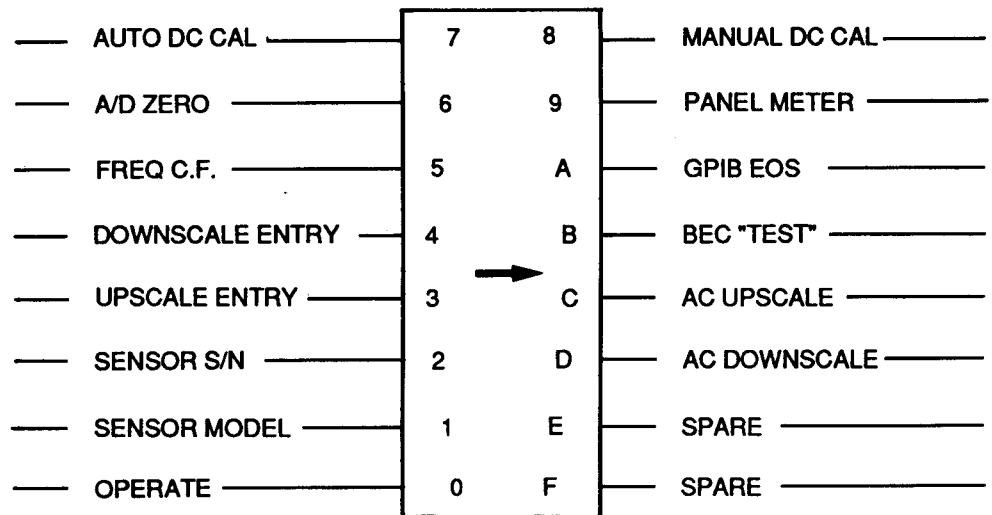 AUTO DC CAL 7 8 MANUAL DC CAL
A/D ZERO 6 9 PANEL METER
FREQ C.F. 5 A GPIB EOS
DOWNSCALE ENTRY 4 B BEC "TEST"
UPSCALE ENTRY 3 C AC UPSCALE
SENSOR S/N 2 D AC DOWNSCALE
SENSOR MODEL 1 E SPARE
OPERATE 0 F SPARE